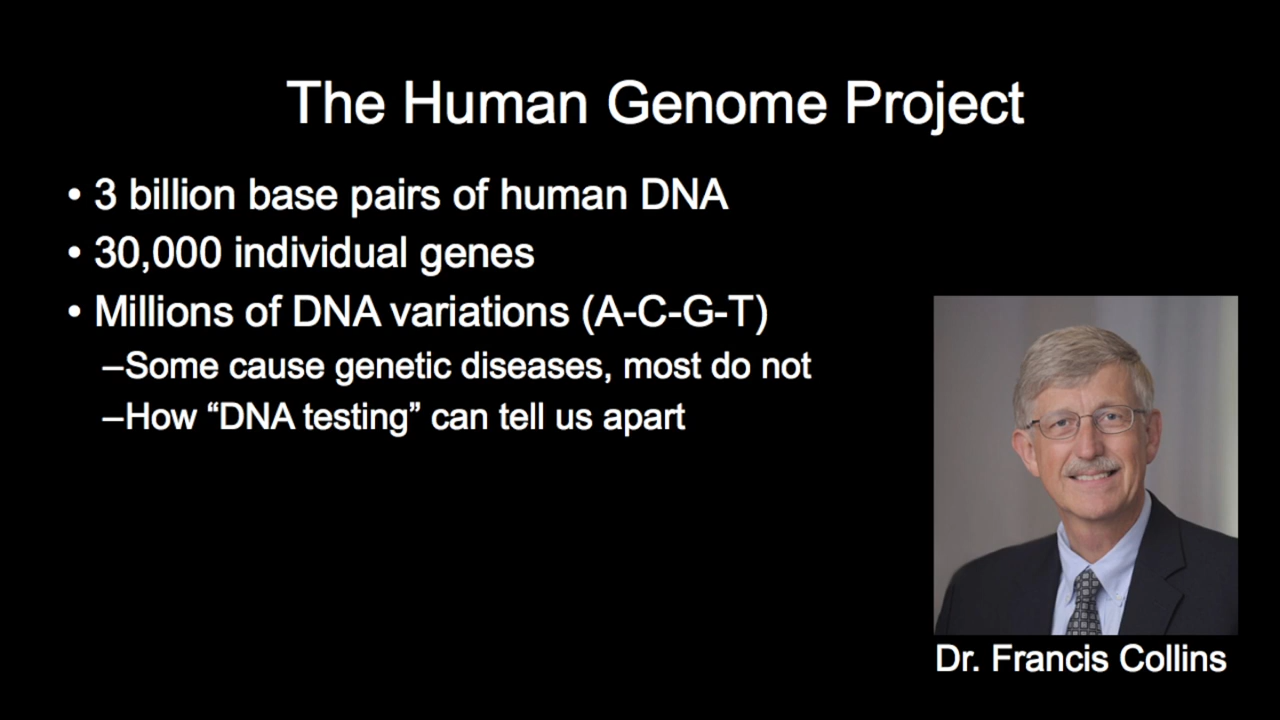 The Human Genome Project
• 3 billion base pairs of human DNA
• 30,000 individual genes
• Millions of DNA variations (A-C-G-T)
–Some cause genetic diseases, most do not
–How “DNA testing” can tell us apart
Dr. Francis Collins